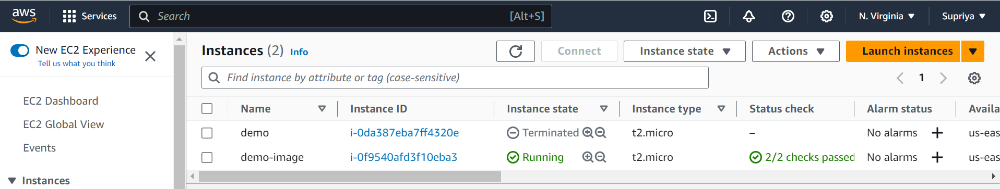 aws Services Search [Alt+S] N. Virginia Supriya
New EC2 Experience
Tell us what you think
EC2 Dashboard
EC2 Global View
Events
Instances
Instances (2) Info Connect Instance state Actions Launch instances
Find instance by attribute or tag (case-sensitive) 1
Name Instance ID Instance state Instance type Status check Alarm status Availa
demo i-0da387eba7ff4320e Terminated t2.micro – No alarms us-eas
demo-image i-0f9540afd3f10eba3 Running t2.micro 2/2 checks passed No alarms us-eas